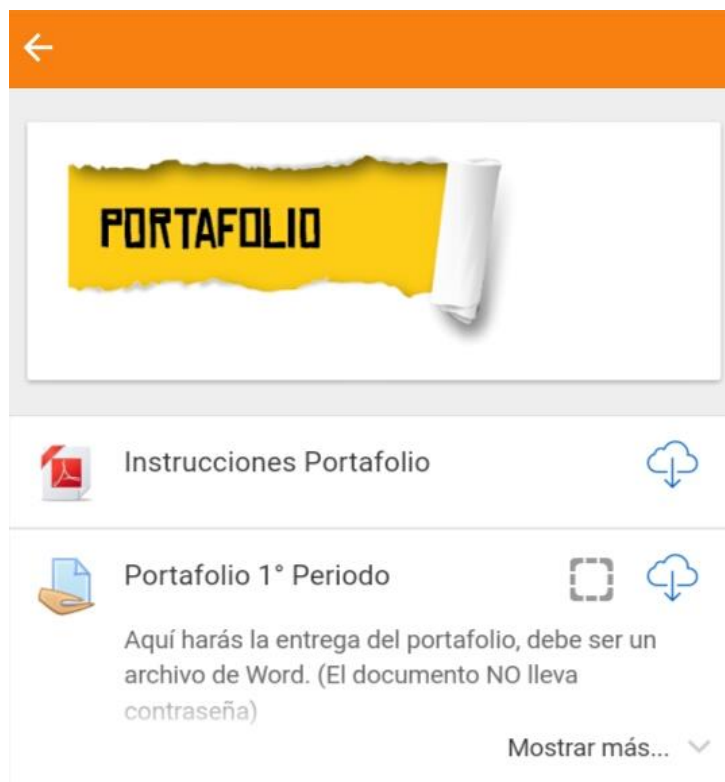 PORTAFOLIO
Instrucciones Portafolio
Portafolio 1° Periodo
Aquí harás la entrega del portafolio, debe ser un
archivo de Word. (El documento NO lleva
contraseña)
Mostrar más...